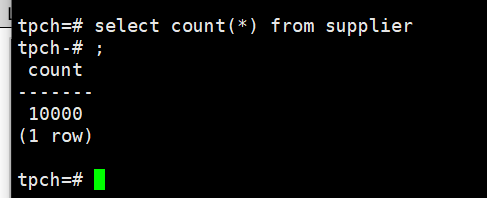 tpch=# select count(*) from supplier
tpch-# ;
count
-------
10000
(1 row)
tpch=#